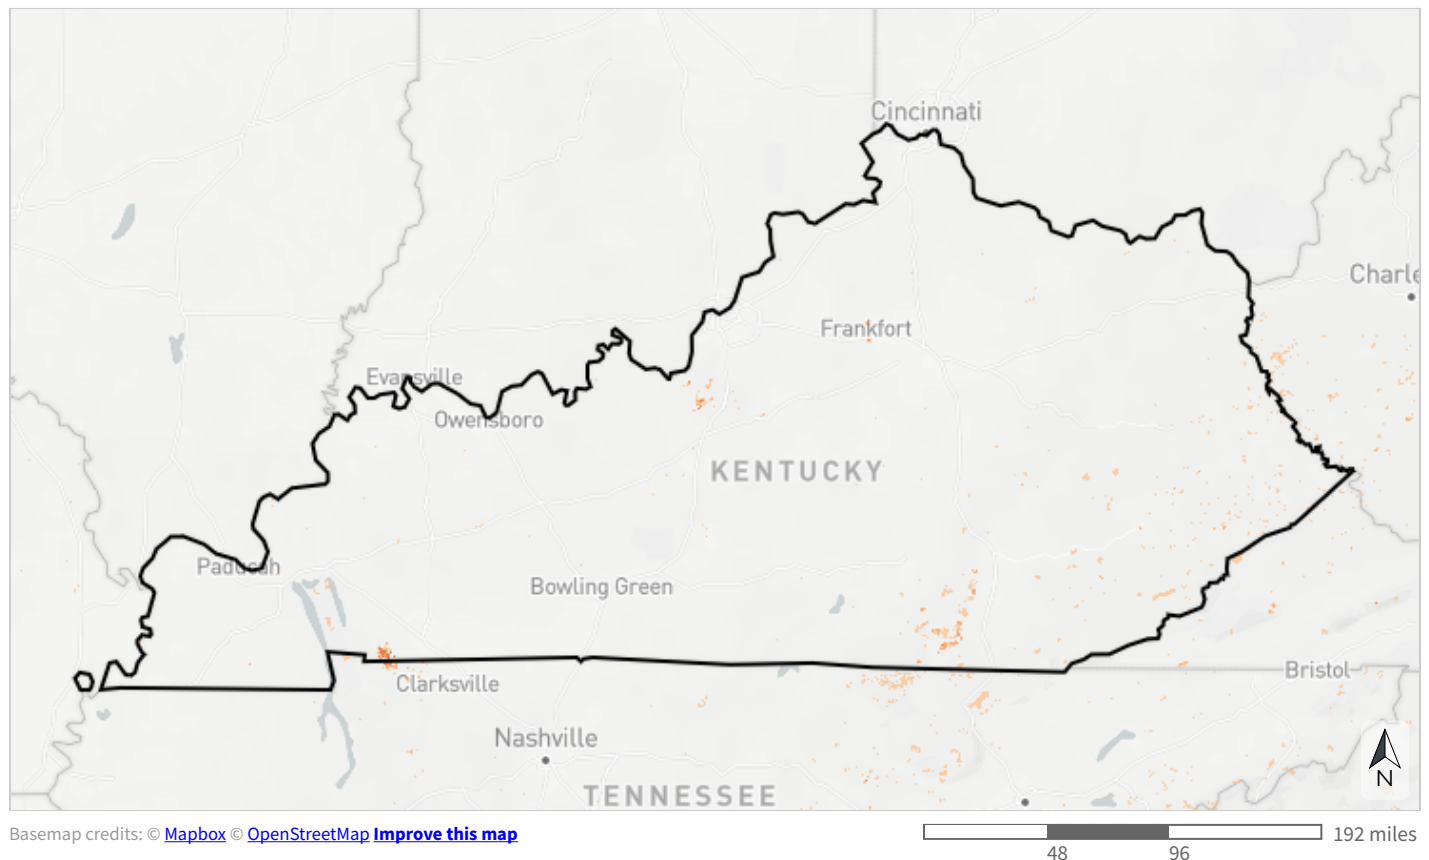 Cincinnati
Charle
Frankfort
Evansville
Owensboro
KENTUCKY
Paducah
Bowling Green
Clarksville
Bristol
Nashville
TENNESSEE
N
Basemap credits: © Mapbox © OpenStreetMap Improve this map
192 miles
48 96